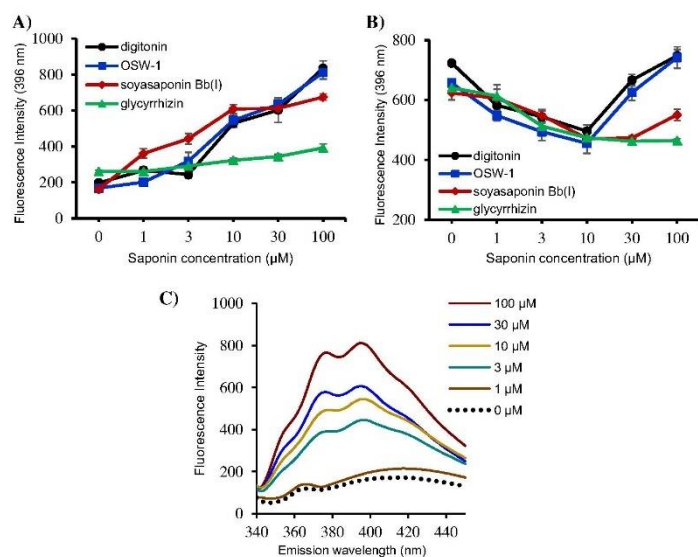 A)
Fluorescence Intensity (396 nm)
1000
800
600
400
200
0
digitonin
OSW-1
soyasaponin Bb(I)
glycyrrhizin
0 1 3 10 30 100
Saponin concentration (µM)
B)
Fluorescence Intensity (396 nm)
800
600
400
200
digitonin
OSW-1
soyasaponin Bb(I)
glycyrrhizin
0 1 3 10 30 100
Saponin concentration (µM)
C)
Fluorescence Intensity
1000
800
600
400
200
0
100 µM
30 µM
10 µM
3 µM
1 µM
0 µM
340 360 380 400 420 440
Emission wavelength (nm)